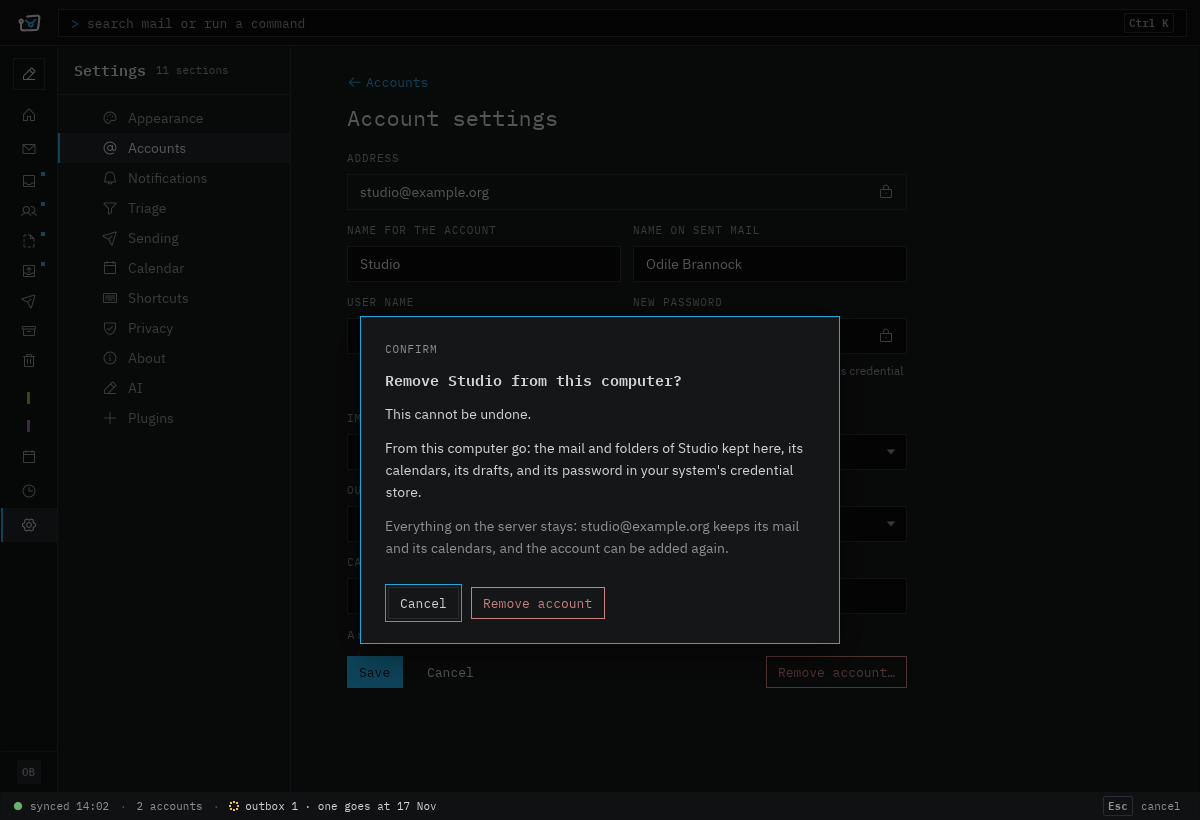 > search mail or run a command
Ctrl K
Settings 11 sections
Appearance
Accounts
Notifications
Triage
Sending
Calendar
Shortcuts
Privacy
About
AI
Plugins
← Accounts
Account settings
ADDRESS
studio@example.org
NAME FOR THE ACCOUNT
NAME ON SENT MAIL
Studio
Odile Brannock
USER NAME
NEW PASSWORD
s credential
CONFIRM
Remove Studio from this computer?
This cannot be undone.
From this computer go: the mail and folders of Studio kept here, its
calendars, its drafts, and its password in your system's credential
store.
Everything on the server stays: studio@example.org keeps its mail
and its calendars, and the account can be added again.
Cancel
Remove account
Save
Cancel
Remove account…
OB
synced 14:02 · 2 accounts · outbox 1 · one goes at 17 Nov
Esc cancel